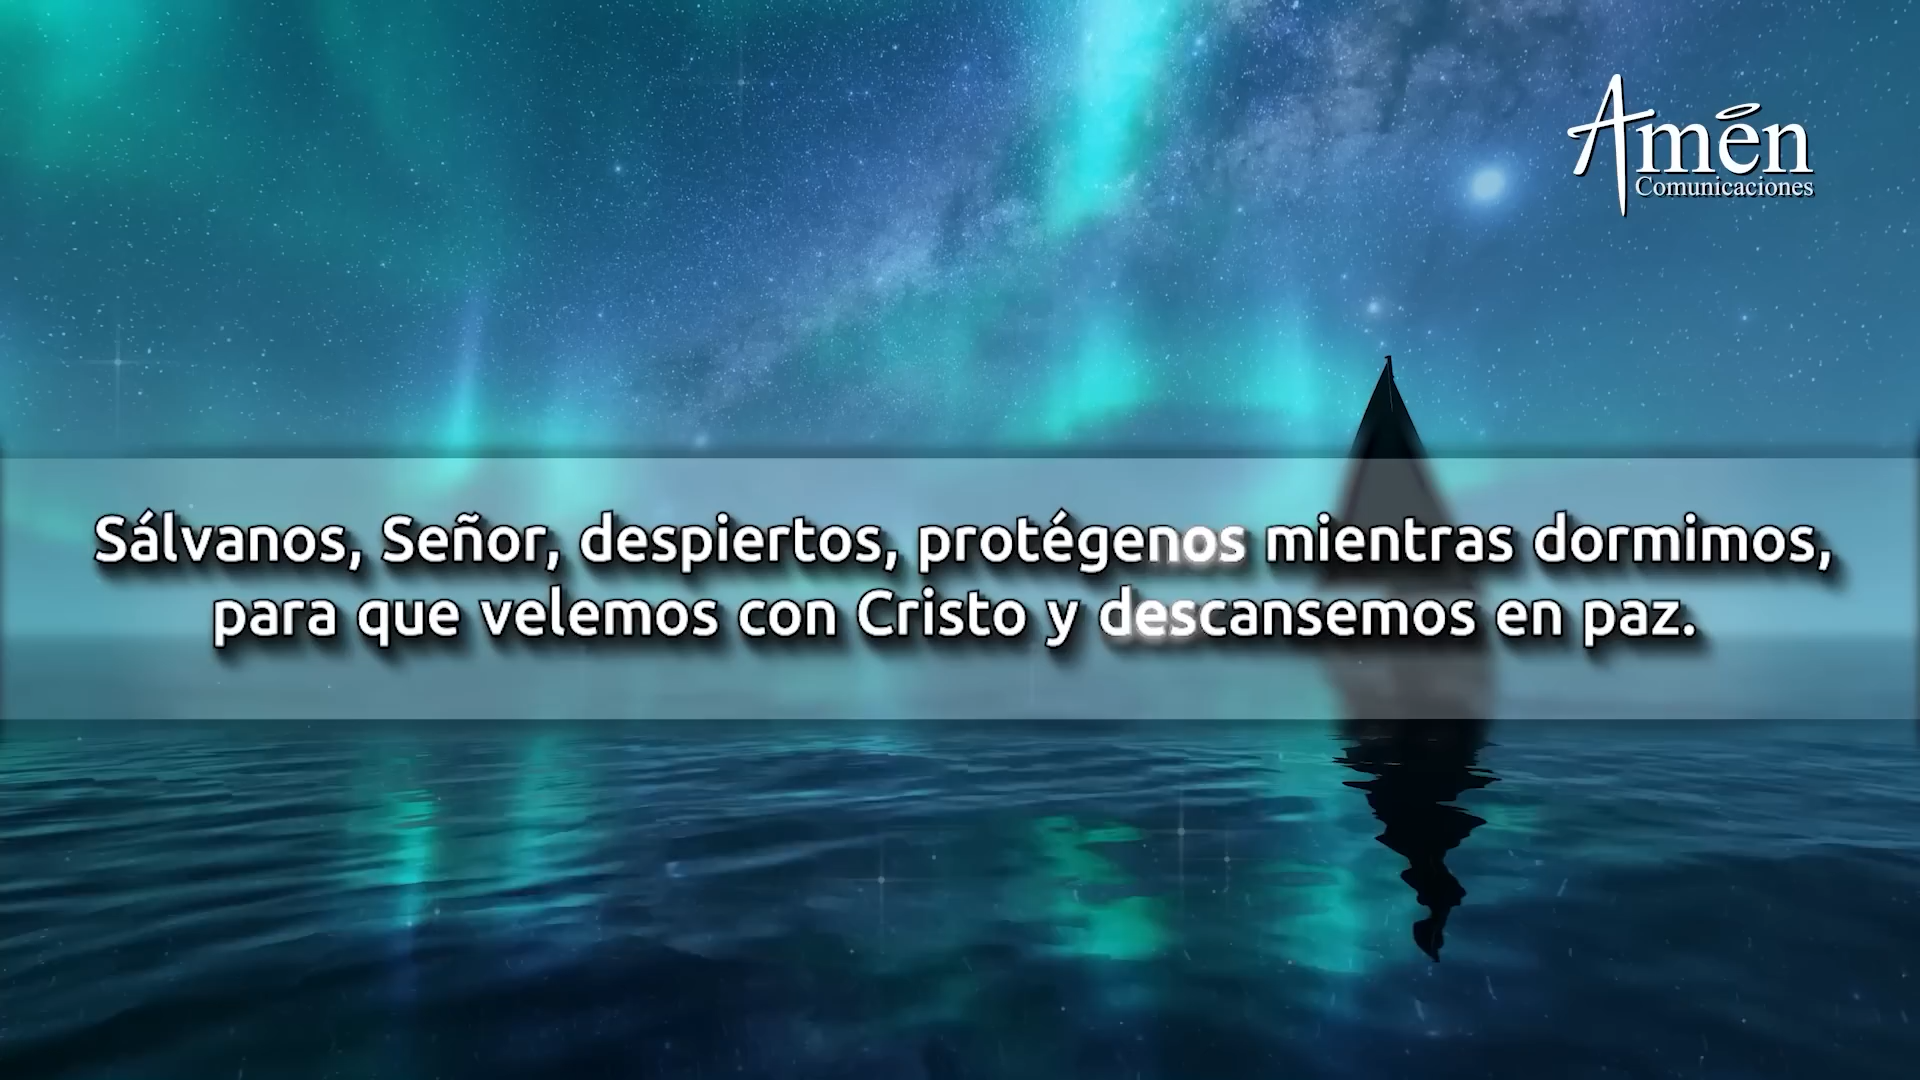 Amén
Comunicaciones
Sálvanos, Señor, despiertos, protégenos mientras dormimos,
para que velemos con Cristo y descansemos en paz.